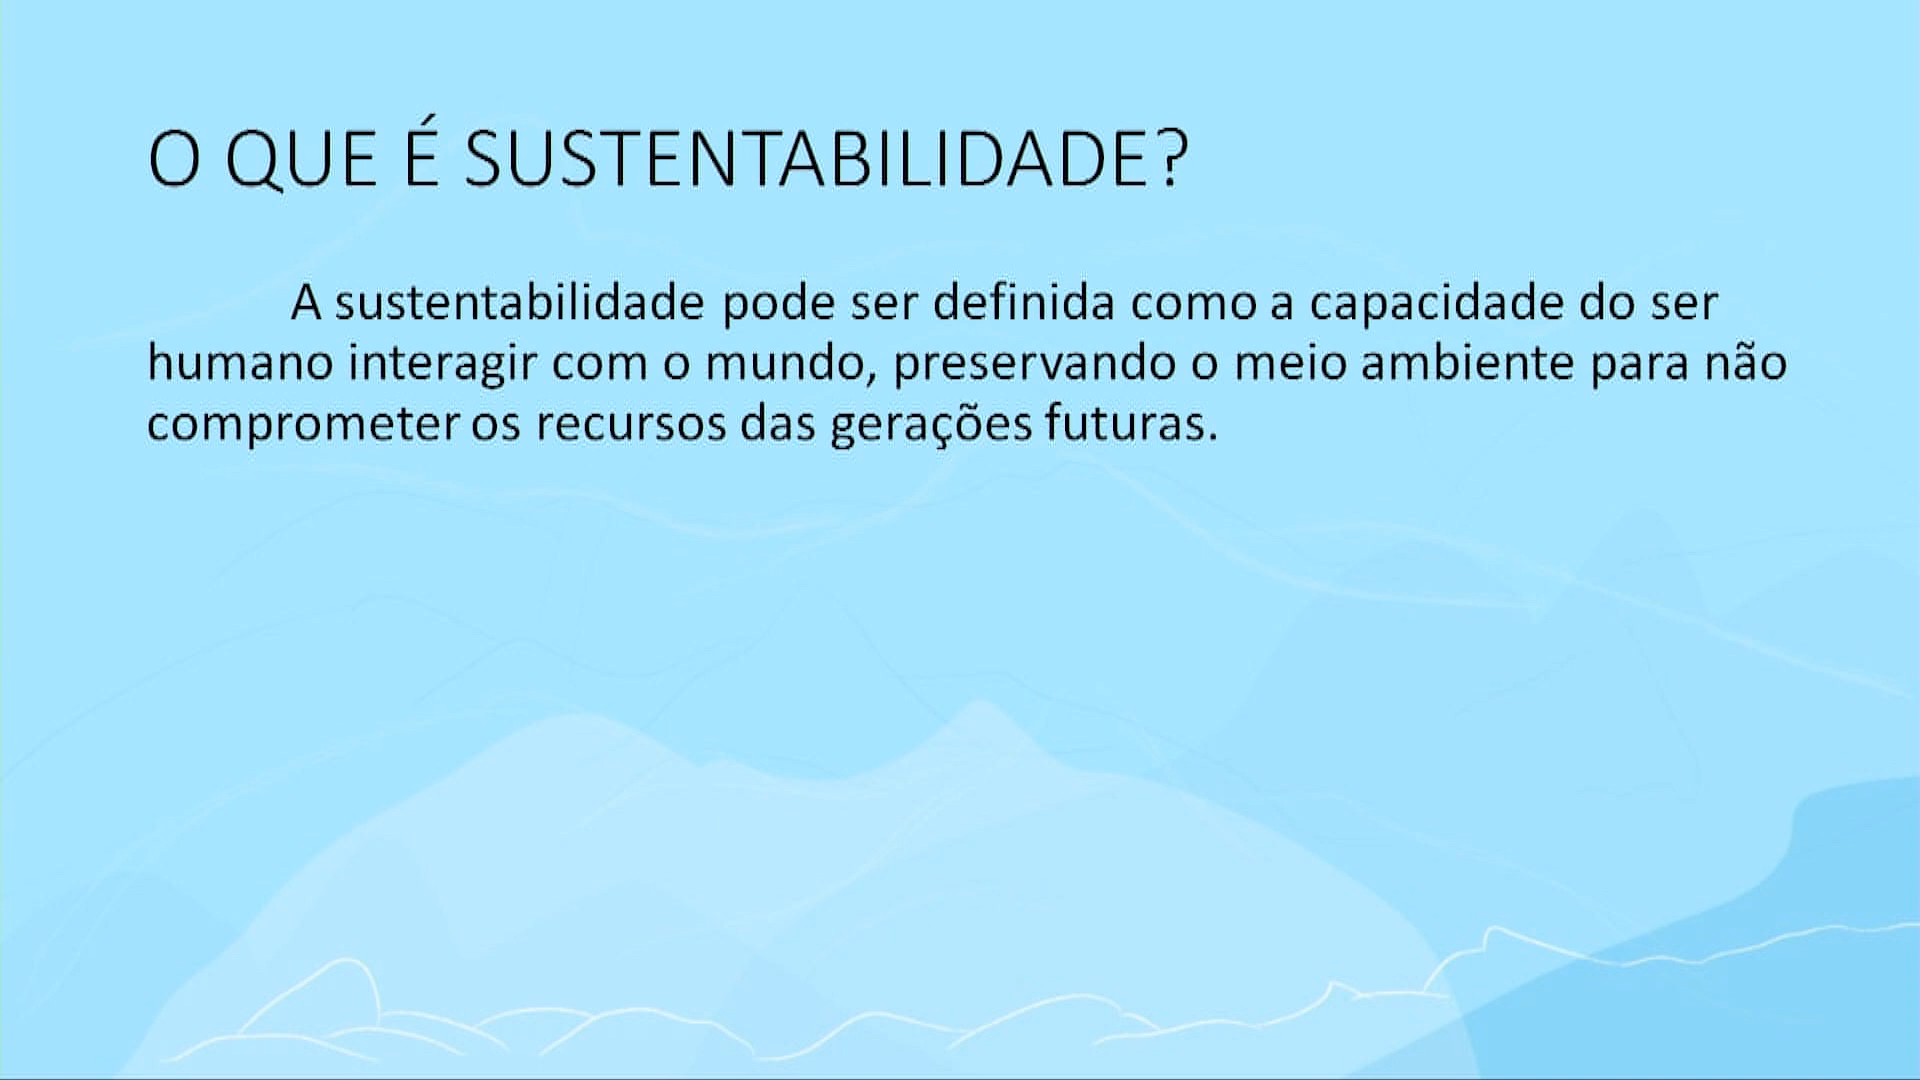 O QUE É SUSTENTABILIDADE?
A sustentabilidade pode ser definida como a capacidade do ser
humano interagir com o mundo, preservando o meio ambiente para não
comprometer os recursos das gerações futuras.